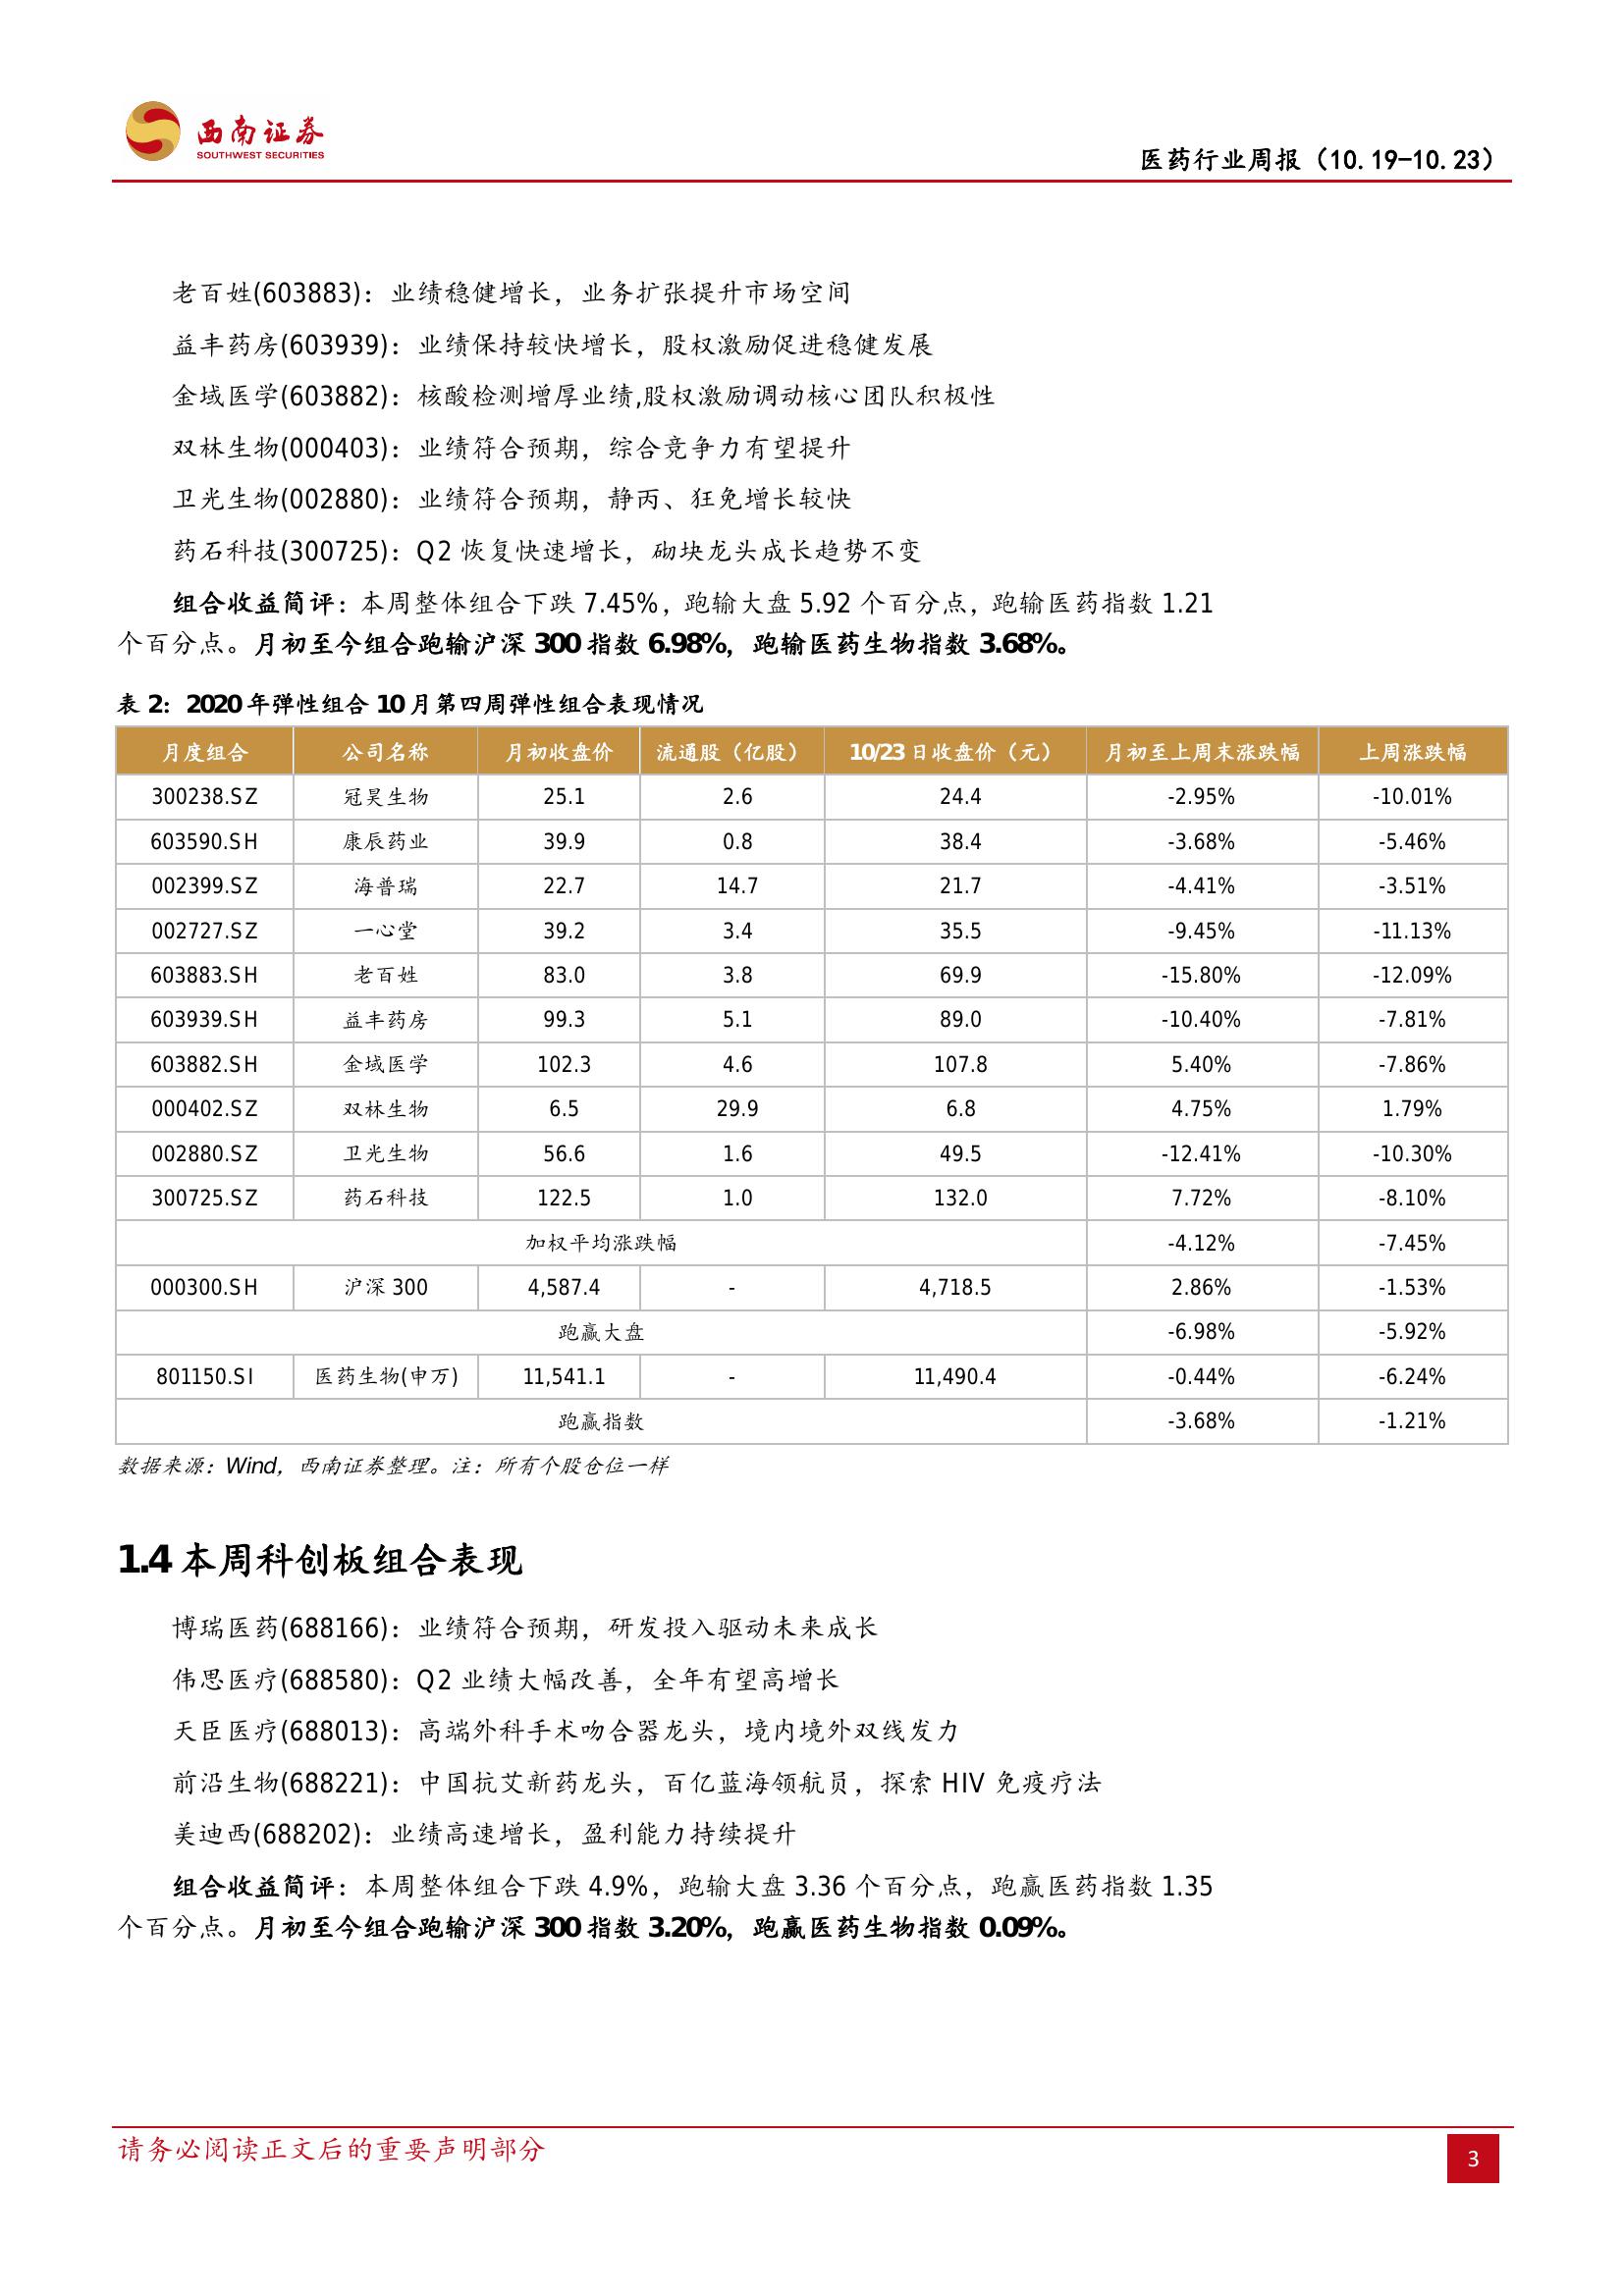 西南证券
SOUTHWEST SECURITIES
医药行业周报（10.19-10.23）
老百姓(603883)：业绩稳健增长，业务扩张提升市场空间
益丰药房(603939)：业绩保持较快增长，股权激励促进稳健发展
金域医学(603882)：核酸检测增厚业绩,股权激励调动核心团队积极性
双林生物(000403)：业绩符合预期，综合竞争力有望提升
卫光生物(002880)：业绩符合预期，静丙、狂免增长较快
药石科技(300725)：Q2 恢复快速增长，砌块龙头成长趋势不变
组合收益简评：本周整体组合下跌 7.45%，跑输大盘 5.92 个百分点，跑输医药指数 1.21
个百分点。月初至今组合跑输沪深 300 指数 6.98%，跑输医药生物指数 3.68%。
表 2：2020 年弹性组合 10 月第四周弹性组合表现情况
月度组合 公司名称 月初收盘价 流通股（亿股） 10/23 日收盘价（元） 月初至上周末涨跌幅 上周涨跌幅
300238.SZ 冠昊生物 25.1 2.6 24.4 -2.95% -10.01%
603590.SH 康辰药业 39.9 0.8 38.4 -3.68% -5.46%
002399.SZ 海普瑞 22.7 14.7 21.7 -4.41% -3.51%
002727.SZ 一心堂 39.2 3.4 35.5 -9.45% -11.13%
603883.SH 老百姓 83.0 3.8 69.9 -15.80% -12.09%
603939.SH 益丰药房 99.3 5.1 89.0 -10.40% -7.81%
603882.SH 金域医学 102.3 4.6 107.8 5.40% -7.86%
000402.SZ 双林生物 6.5 29.9 6.8 4.75% 1.79%
002880.SZ 卫光生物 56.6 1.6 49.5 -12.41% -10.30%
300725.SZ 药石科技 122.5 1.0 132.0 7.72% -8.10%
加权平均涨跌幅 -4.12% -7.45%
000300.SH 沪深 300 4,587.4 - 4,718.5 2.86% -1.53%
跑赢大盘 -6.98% -5.92%
801150.SI 医药生物(申万) 11,541.1 - 11,490.4 -0.44% -6.24%
跑赢指数 -3.68% -1.21%
数据来源：Wind，西南证券整理。注：所有个股仓位一样
1.4 本周科创板组合表现
博瑞医药(688166)：业绩符合预期，研发投入驱动未来成长
伟思医疗(688580)：Q2 业绩大幅改善，全年有望高增长
天臣医疗(688013)：高端外科手术吻合器龙头，境内境外双线发力
前沿生物(688221)：中国抗艾新药龙头，百亿蓝海领航员，探索 HIV 免疫疗法
美迪西(688202)：业绩高速增长，盈利能力持续提升
组合收益简评：本周整体组合下跌 4.9%，跑输大盘 3.36 个百分点，跑赢医药指数 1.35
个百分点。月初至今组合跑输沪深 300 指数 3.20%，跑赢医药生物指数 0.09%。
请务必阅读正文后的重要声明部分
3